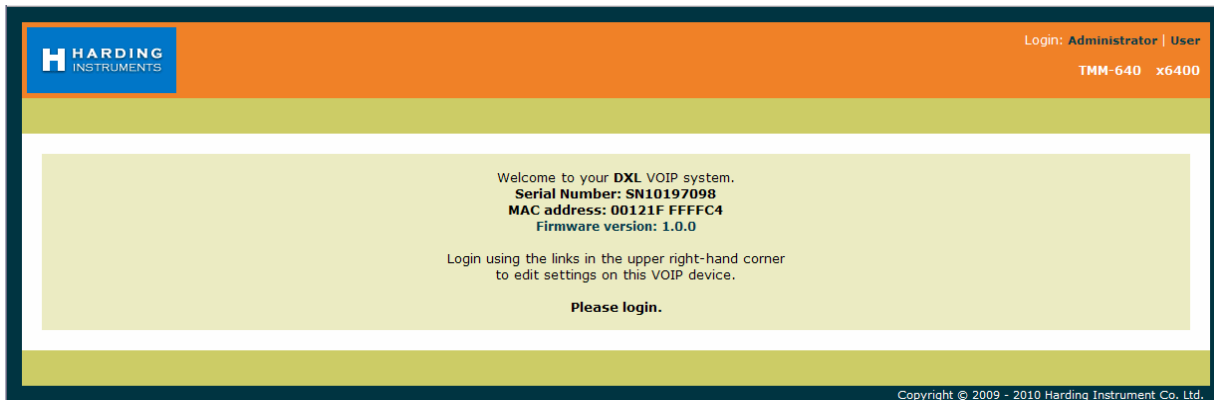 HARDING
INSTRUMENTS
Login: Administrator | User
TMM-640 x6400
Welcome to your DXL VOIP system.
Serial Number: SN10197098
MAC address: 00121F FFFFC4
Firmware version: 1.0.0
Login using the links in the upper right-hand corner
to edit settings on this VOIP device.
Please login.
Copyright © 2009 - 2010 Harding Instrument Co. Ltd.